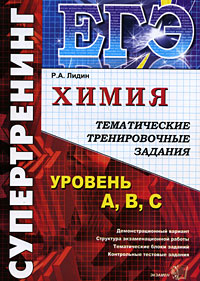 СУПЕРТРЕНИНГ
ЕГЭ
Р.А. Лидин
ХИМИЯ
ТЕМАТИЧЕСКИЕ
ТРЕНИРОВОЧНЫЕ
ЗАДАНИЯ
УРОВЕНЬ
А, В, С
Демонстрационный вариант
Структура экзаменационной работы
Тематические блоки заданий
Контрольные тестовые задания
ЭКЗАМЕН